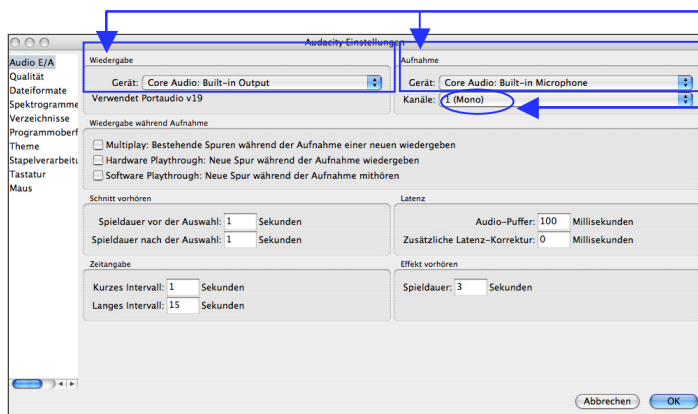 Audacity Einstellungen
Audio E/A
Qualität
Dateiformate
Spektrogramme
Verzeichnisse
Programmoberf
Theme
Stapelverarbeitu
Tastatur
Maus
Wiedergabe
Gerät: Core Audio: Built-in Output
Verwendet Portaudio v19
Aufnahme
Gerät: Core Audio: Built-in Microphone
Kanäle: 1 (Mono)
Wiedergabe während Aufnahme
Multiplay: Bestehende Spuren während der Aufnahme einer neuen wiedergeben
Hardware Playthrough: Neue Spur während der Aufnahme wiedergeben
Software Playthrough: Neue Spur während der Aufnahme mithören
Schnitt vorhören
Spieldauer vor der Auswahl: 1 Sekunden
Spieldauer nach der Auswahl: 1 Sekunden
Latenz
Audio-Puffer: 100 Millisekunden
Zusätzliche Latenz-Korrektur: 0 Millisekunden
Zeitangabe
Kurzes Intervall: 1 Sekunden
Langes Intervall: 15 Sekunden
Effekt vorhören
Spieldauer: 3 Sekunden
Abbrechen
OK